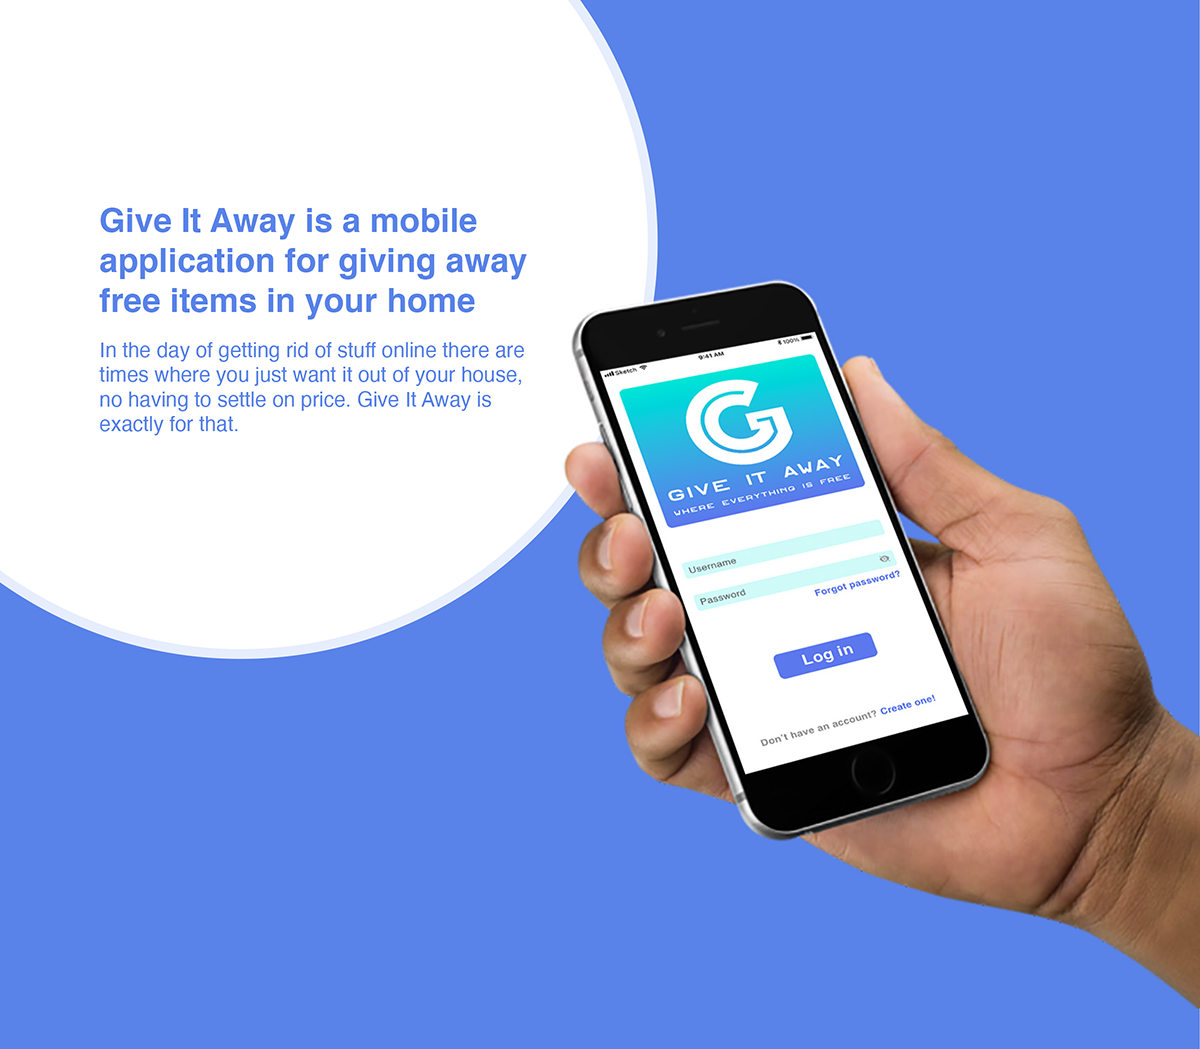 Give It Away is a mobile
application for giving away
free items in your home
In the day of getting rid of stuff online there are
times where you just want it out of your house,
no having to settle on price. Give It Away is
exactly for that.
Sketch 9:41 AM 100%
G
GIVE IT AWAY
WHERE EVERYTHING IS FREE
Username
Password
Forgot password?
Log in
Don't have an account? Create one!